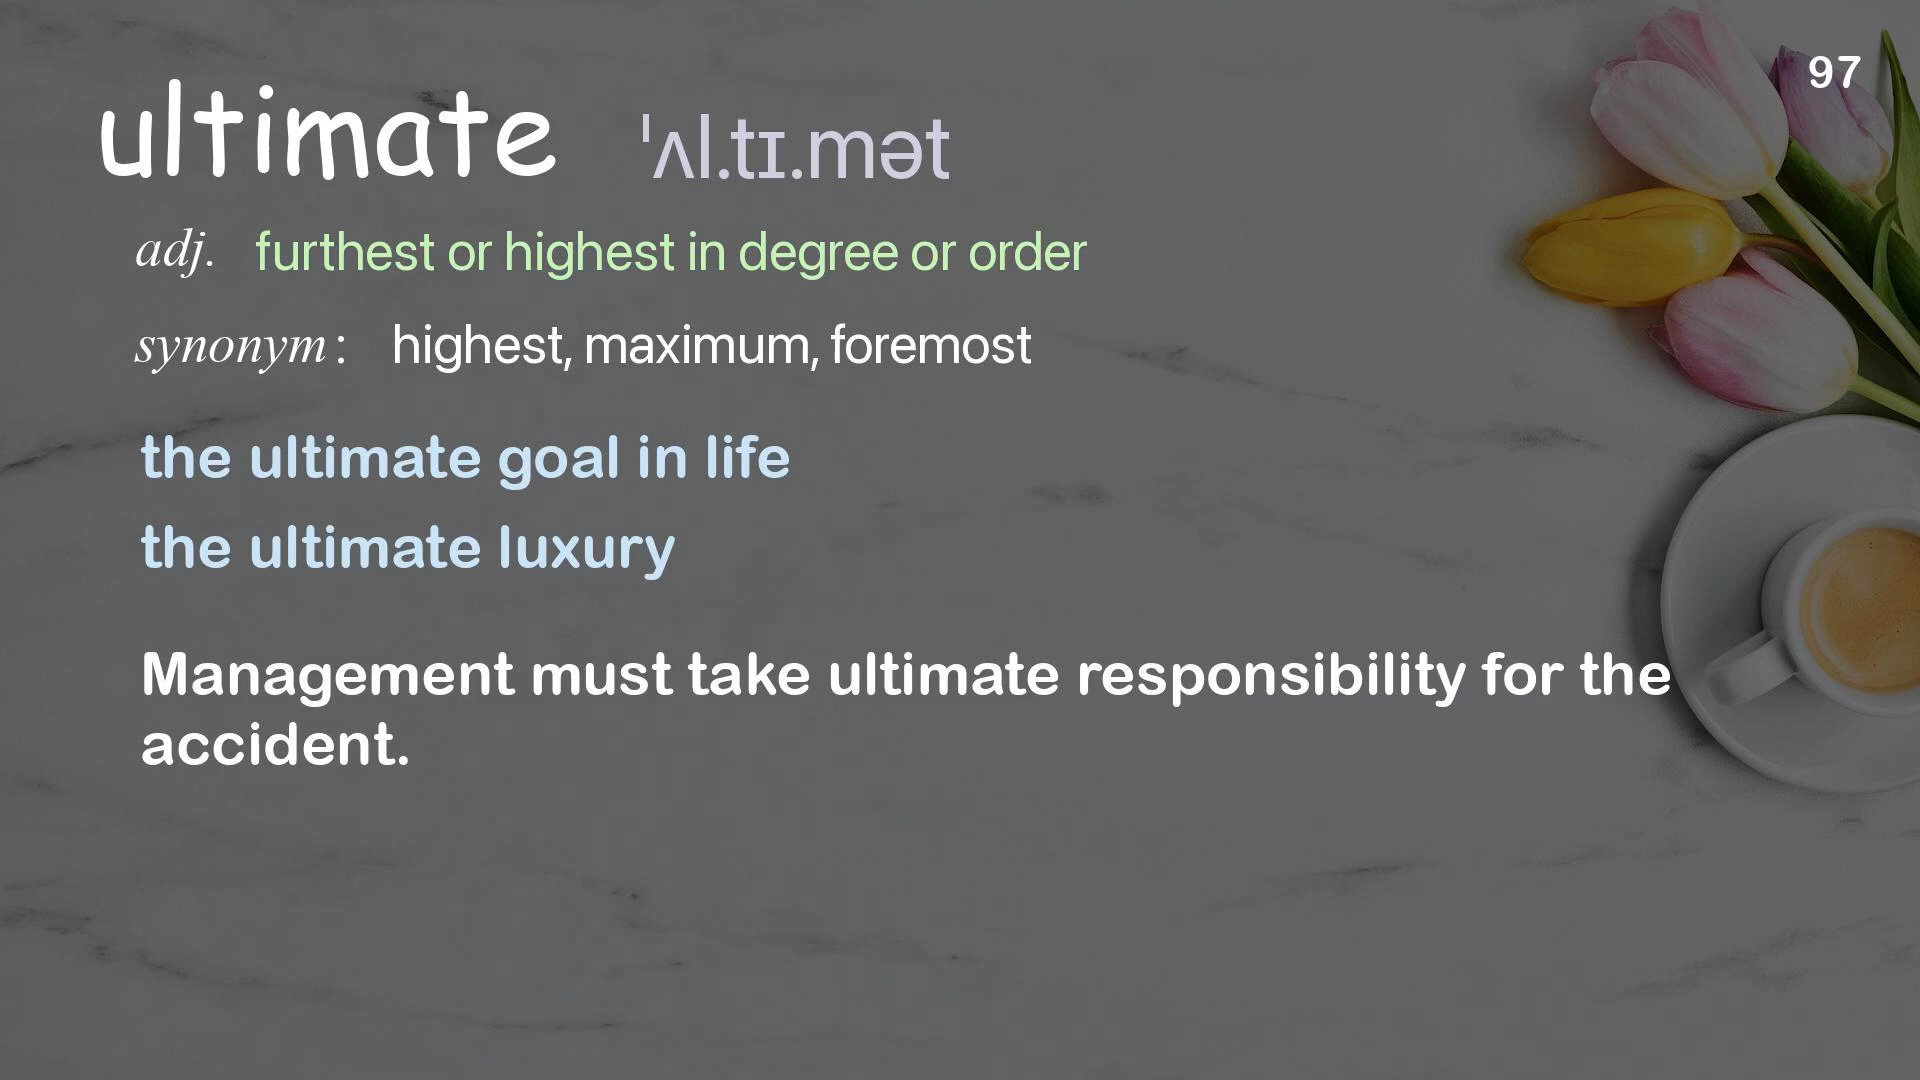 97
ultimate ˈʌl.tɪ.mət
adj. furthest or highest in degree or order
synonym: highest, maximum, foremost
the ultimate goal in life
the ultimate luxury
Management must take ultimate responsibility for the
accident.